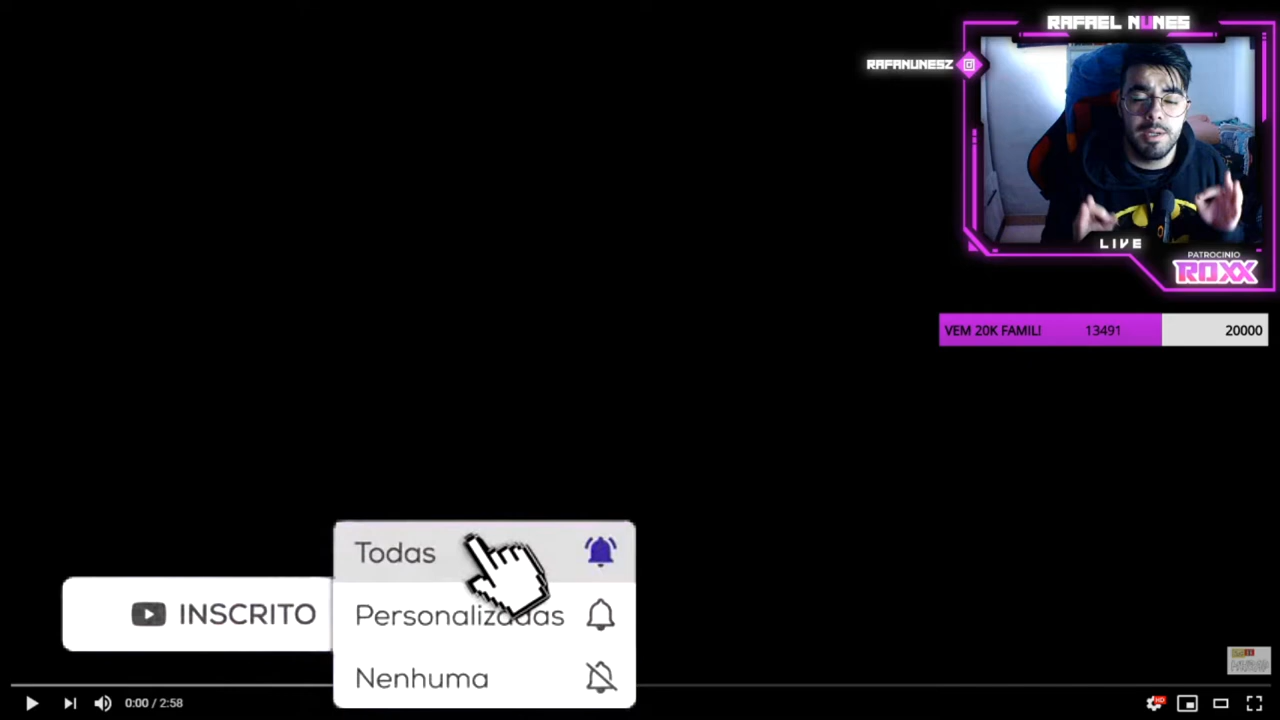 RAFAEL NUNES
RAFANUNESZ
LIVE
PATROCINIO
ROXX
VEM 20K FAMILI 13491 20000
Todas
INSCRITO
Personalizadas
Nenhuma
0:00 / 2:58
HD